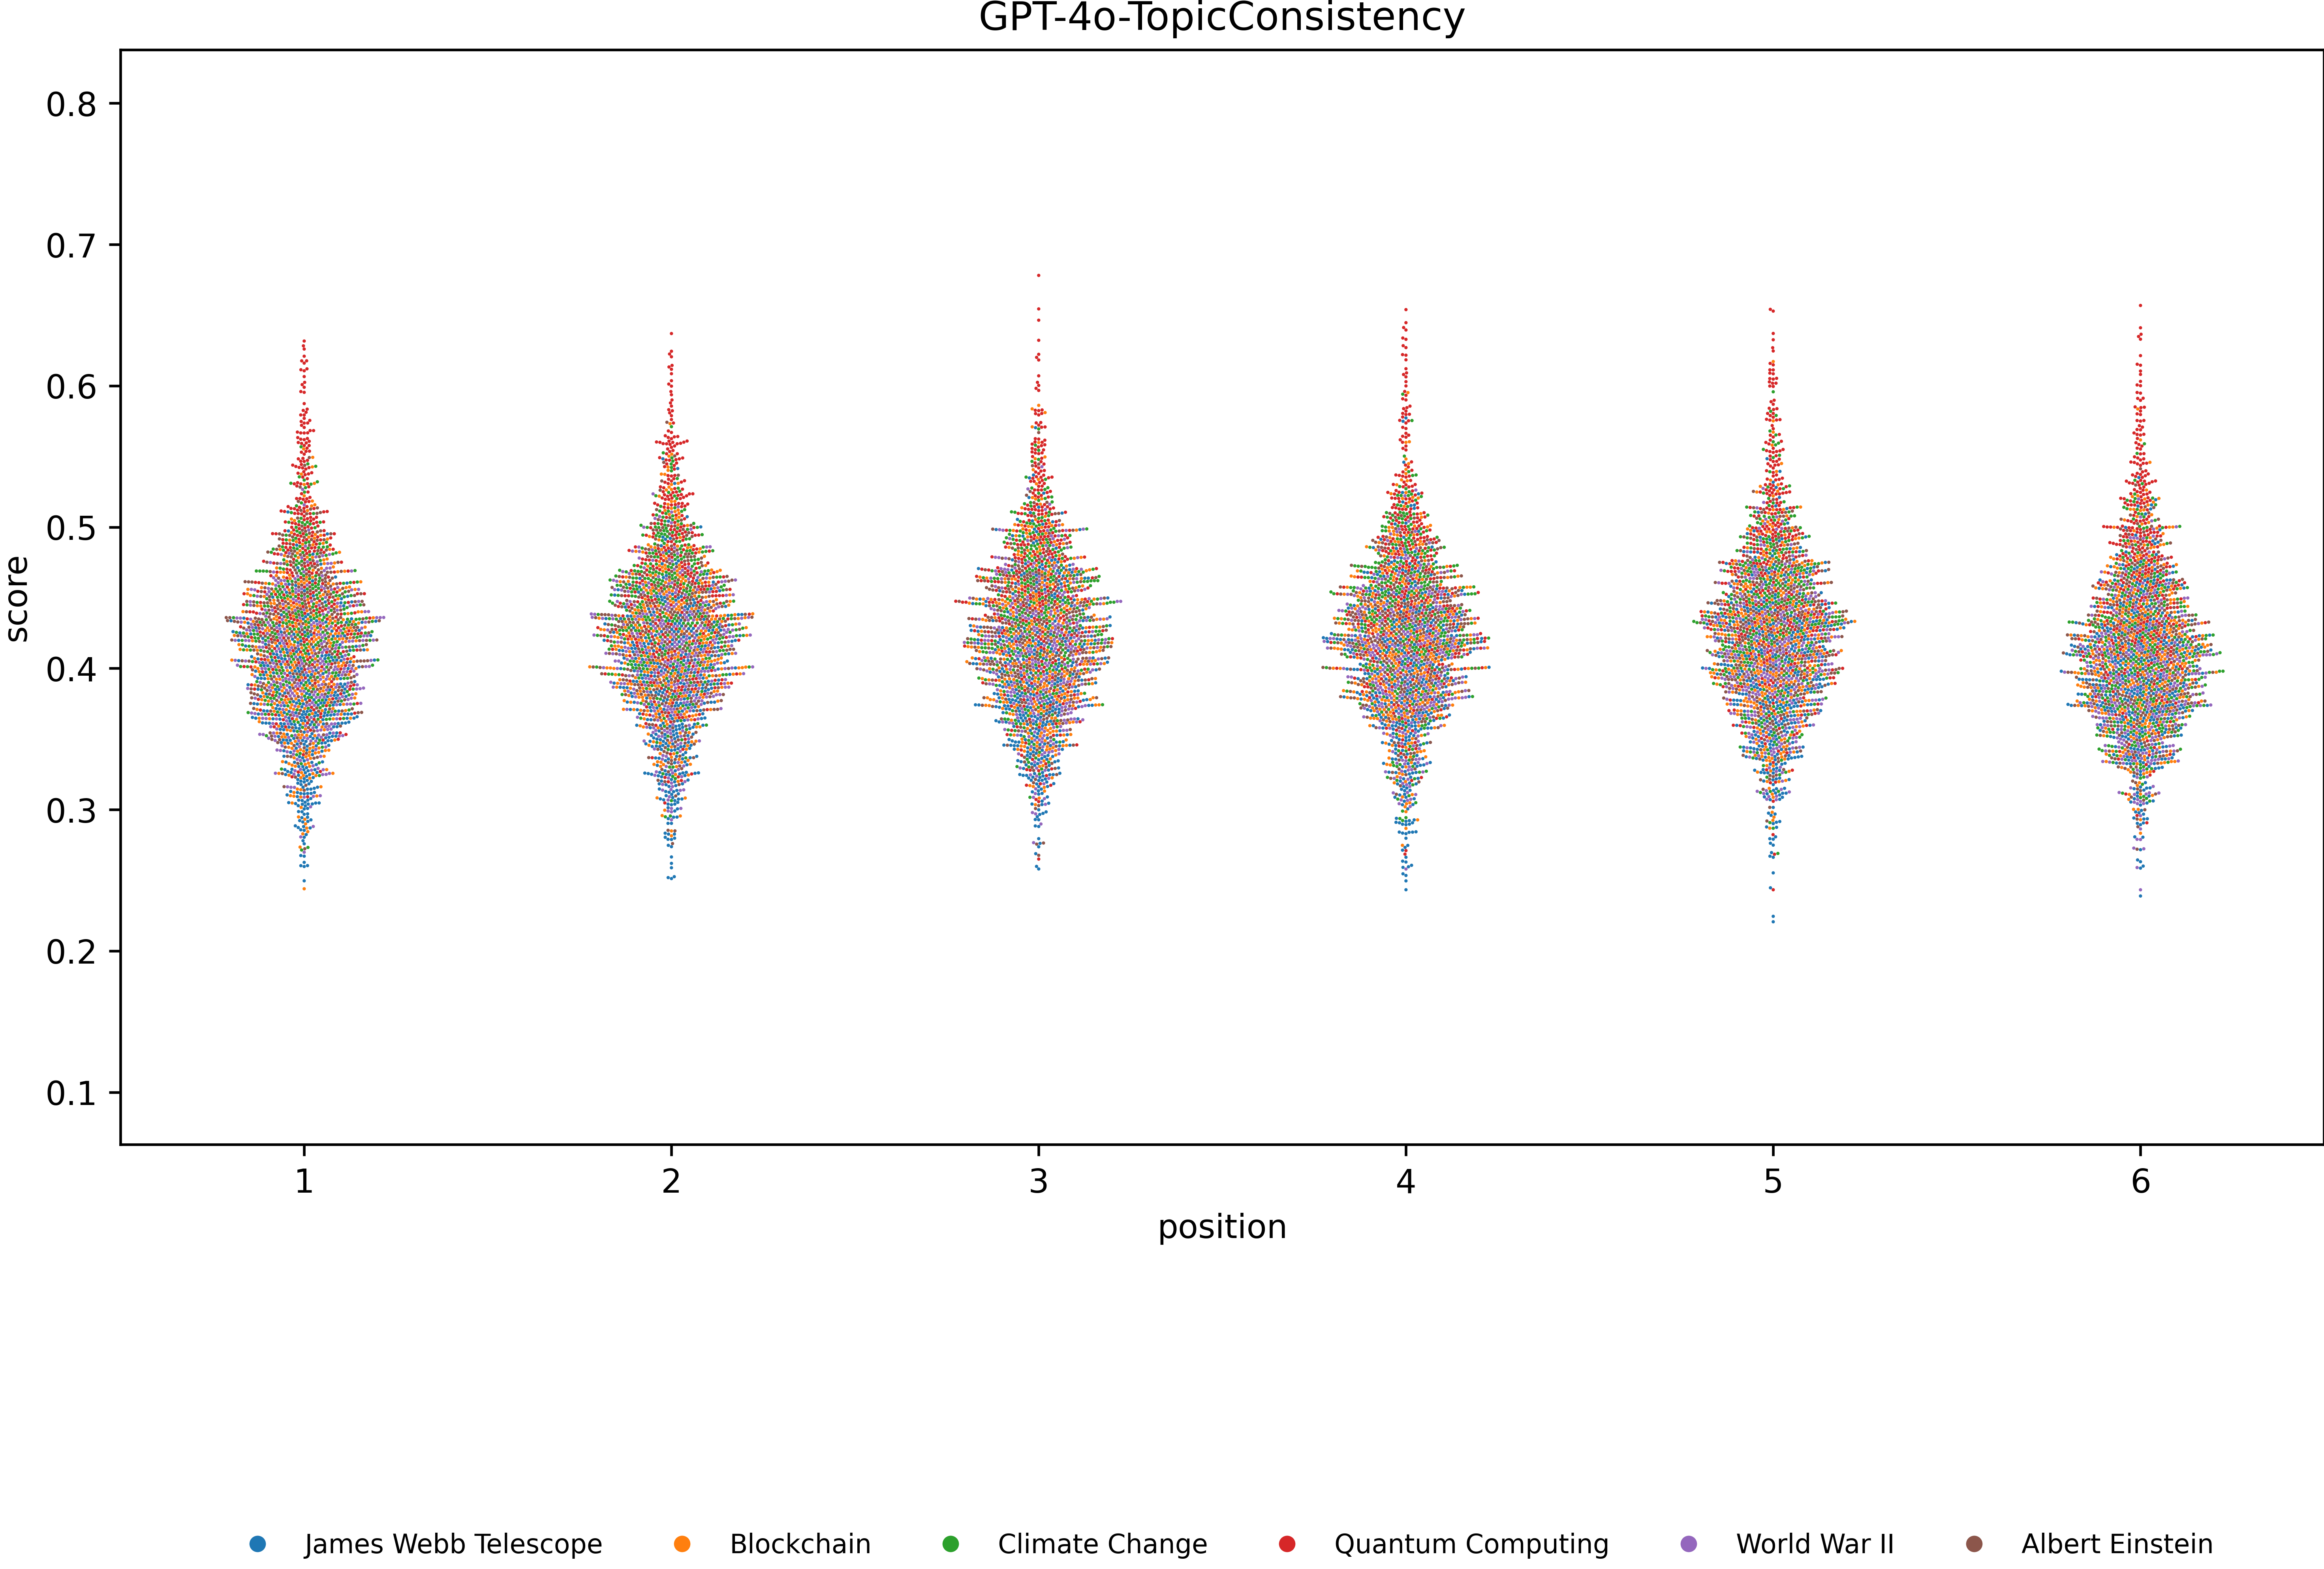 GPT-4o-TopicConsistency
score
0.8
0.7
0.6
0.5
0.4
0.3
0.2
0.1
1 2 3 4 5 6
position
James Webb Telescope Blockchain Climate Change Quantum Computing World War II Albert Einstein